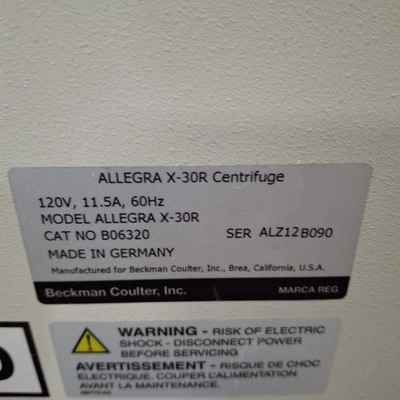 ALLEGRA X-30R Centrifuge
120V, 11.5A, 60Hz
MODEL ALLEGRA X-30R
CAT NO B06320 SER ALZ12B090
MADE IN GERMANY
Manufactured for Beckman Coulter, Inc., Brea, California, U.S.A.
Beckman Coulter, Inc. MARCA REG
WARNING - RISK OF ELECTRIC
SHOCK - DISCONNECT POWER
BEFORE SERVICING
AVERTISSEMENT - RISQUE DE CHOC
ELECTRIQUE. COUPER L'ALIMENTATION
AVANT LA MAINTENANCE.